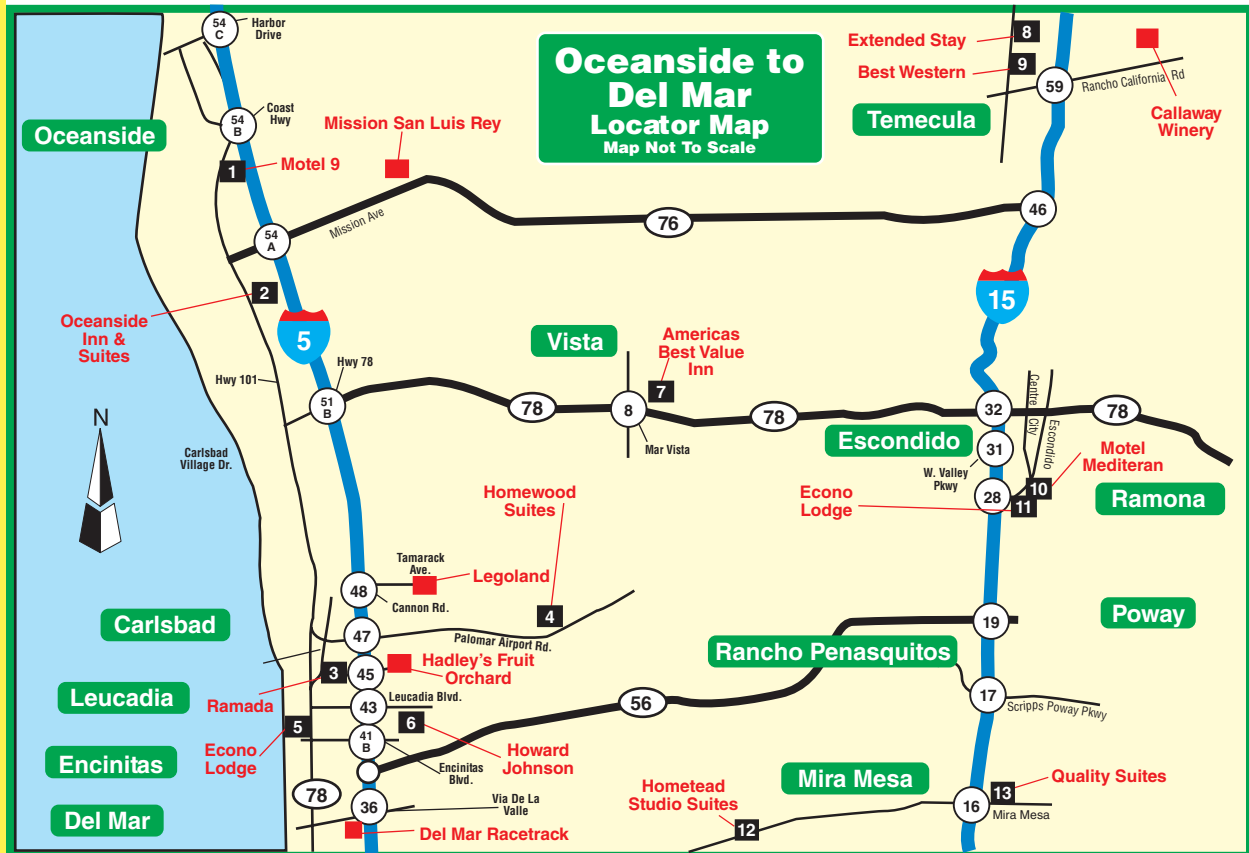 54
C
Harbor
Drive
Oceanside to
Del Mar
Locator Map
Map Not To Scale
Extended Stay
8
Best Western
9
59
Rancho California Rd
Callaway
Winery
Temecula
Oceanside
54
B
Coast
Hwy
Mission San Luis Rey
1
Motel 9
54
A
Mission Ave
76
46
2
Oceanside
Inn &
Suites
5
15
Vista
Americas
Best Value
Inn
7
Hwy 78
Hwy 101
51
B
78
8
Mar Vista
78
32
78
Centre City
Escondido
Escondido
31
W. Valley
Pkwy
28
Motel
Mediteran
10
11
Econo
Lodge
Ramona
N
Carlsbad
Village Dr.
Homewood
Suites
4
Tamarack
Ave.
Legoland
48
Cannon Rd.
Carlsbad
47
Palomar Airport Rd.
19
Poway
Rancho Penasquitos
3
45
Hadley's Fruit
Orchard
Ramada
Leucadia
43
Leucadia Blvd.
56
17
Scripps Poway Pkwy
5
Econo
Lodge
6
Howard
Johnson
41
B
Encinitas
Blvd.
Encinitas
78
36
Via De La
Valle
Del Mar
Del Mar Racetrack
Mira Mesa
Hometead
Studio Suites
12
16
13
Quality Suites
Mira Mesa